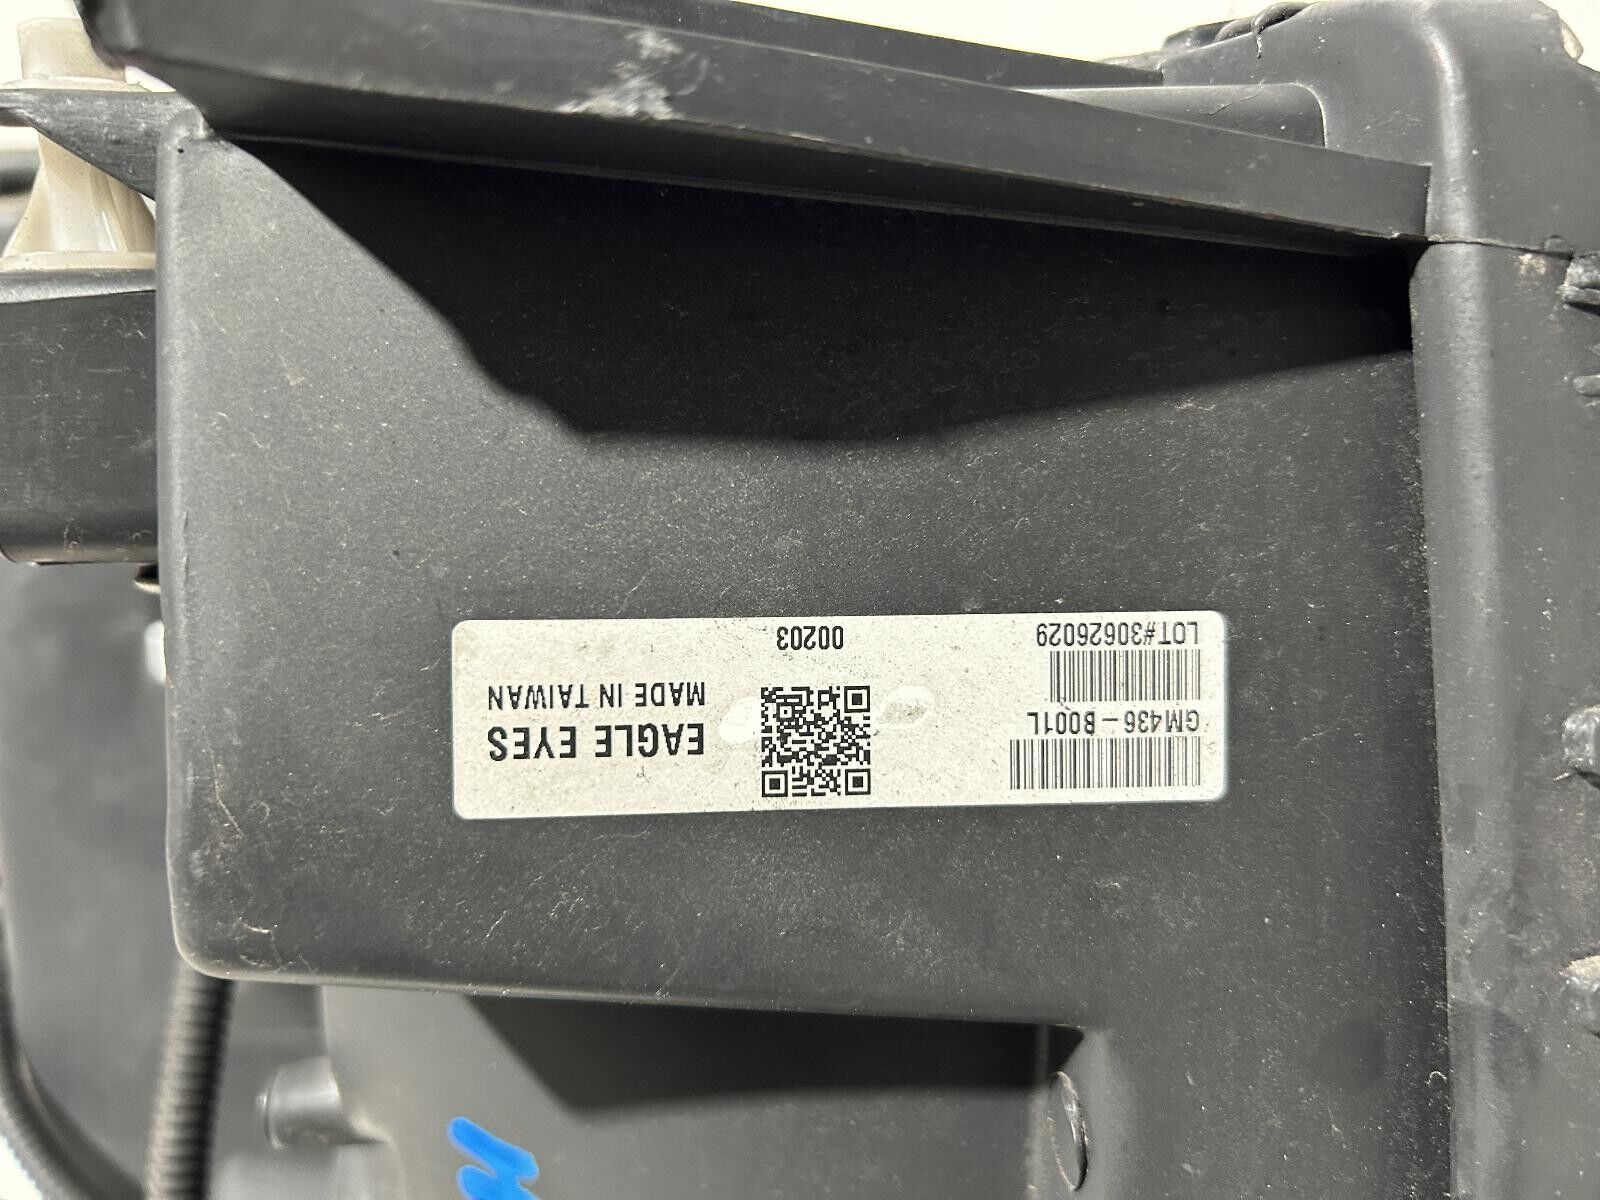 GM436-B001L
LOT#30626029
EAGLE EYES
MADE IN TAIWAN
00203